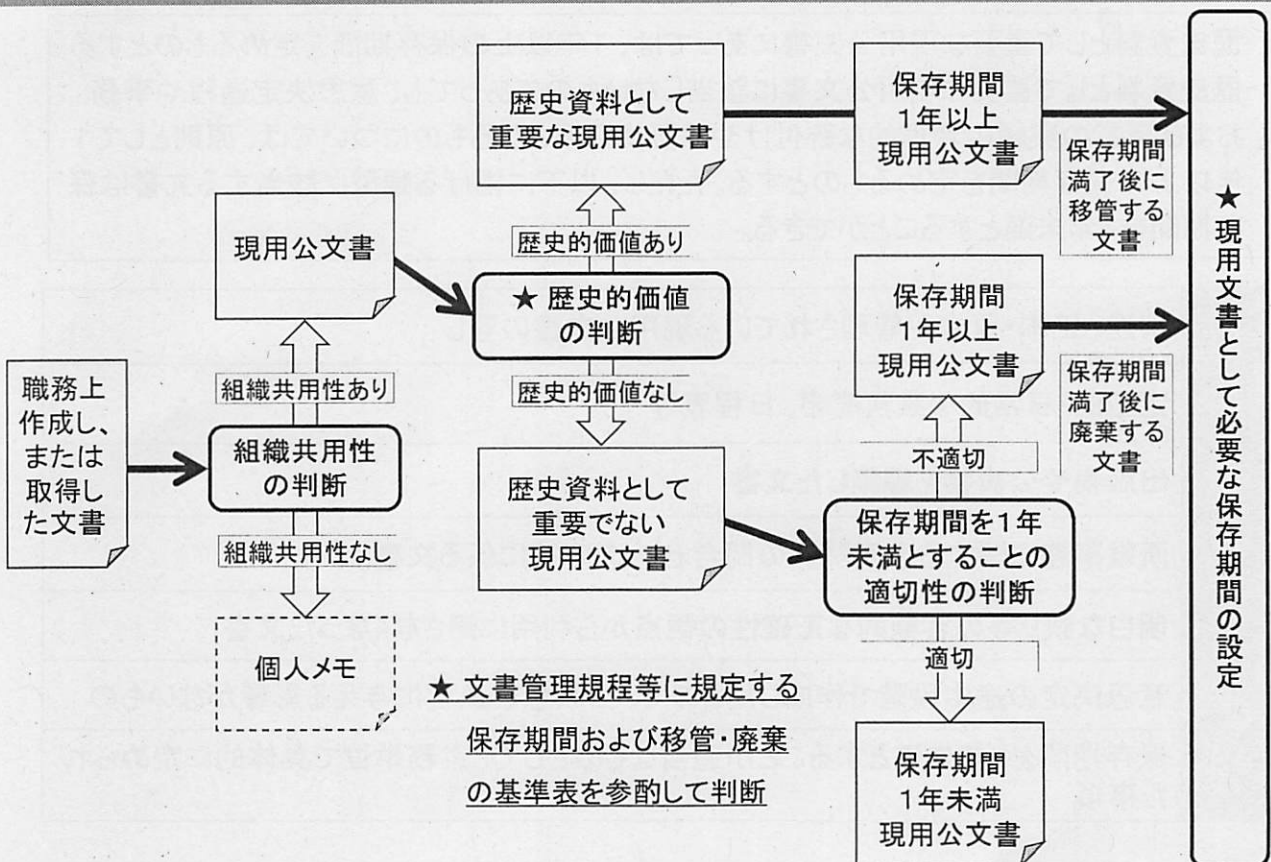 職務上
作成し、
または
取得し
た文書
組織共用性
の判断
組織共用性あり
現用公文書
組織共用性なし
個人メモ
★ 歴史的価値
の判断
歴史的価値あり
歴史資料として
重要な現用公文書
保存期間
1年以上
現用公文書
保存期間
満了後に
移管する
文書
歴史的価値なし
歴史資料として
重要でない
現用公文書
保存期間を1年
未満とすることの
適切性の判断
不適切
保存期間
1年以上
現用公文書
保存期間
満了後に
廃棄する
文書
適切
保存期間
1年未満
現用公文書
★現用文書として必要な保存期間の設定
★ 文書管理規程等に規定する
保存期間および移管・廃棄
の基準表を参酌して判断